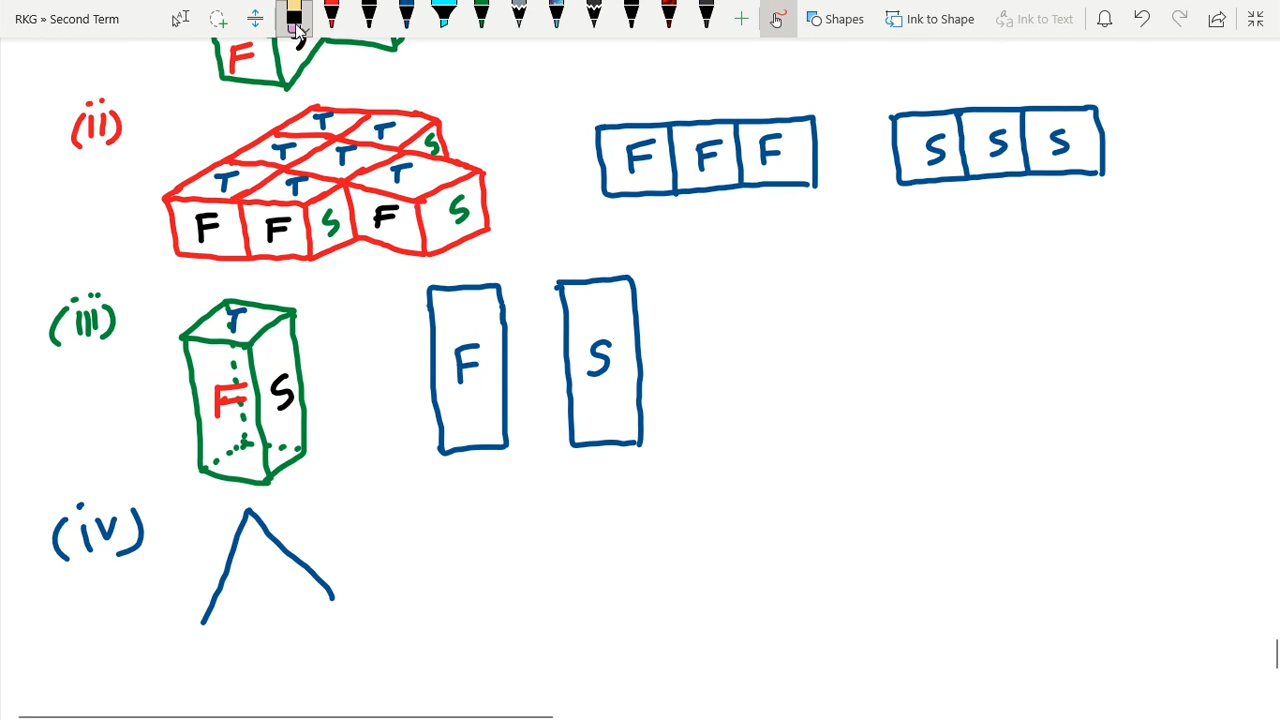 RKG » Second Term
Shapes
Ink to Shape
Ink to Text
F
(ii)
T
T
S
T
T
T
T
T
F F S F S
F F F
S S S
(iii)
T
F S
F
S
(iv)